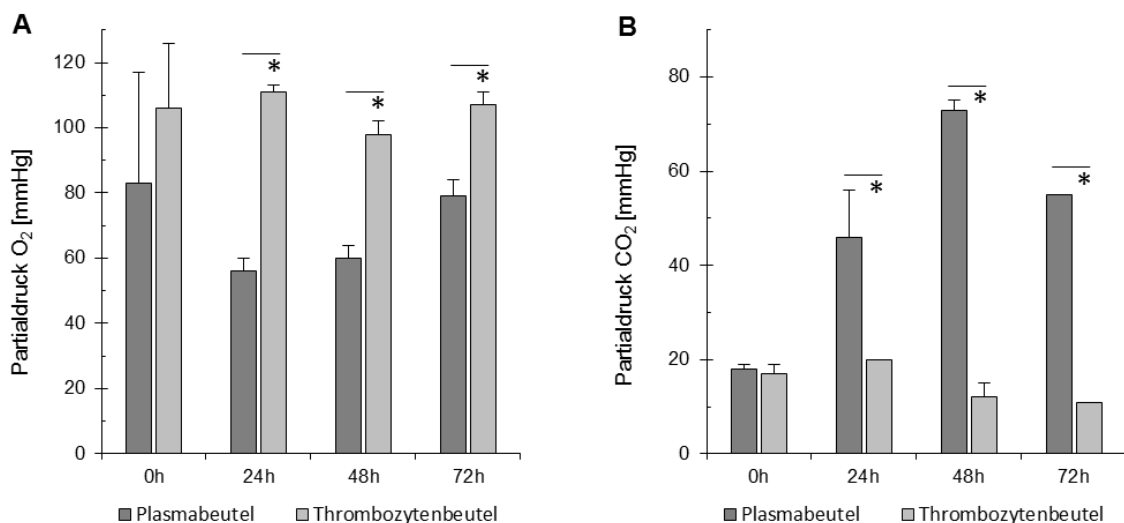 A
Partialdruck O₂ [mmHg]
120
100
80
60
40
20
0
*
*
*
0h 24h 48h 72h
Plasmabeutel Thrombozytenbeutel
B
Partialdruck CO₂ [mmHg]
80
60
40
20
0
*
*
*
0h 24h 48h 72h
Plasmabeutel Thrombozytenbeutel